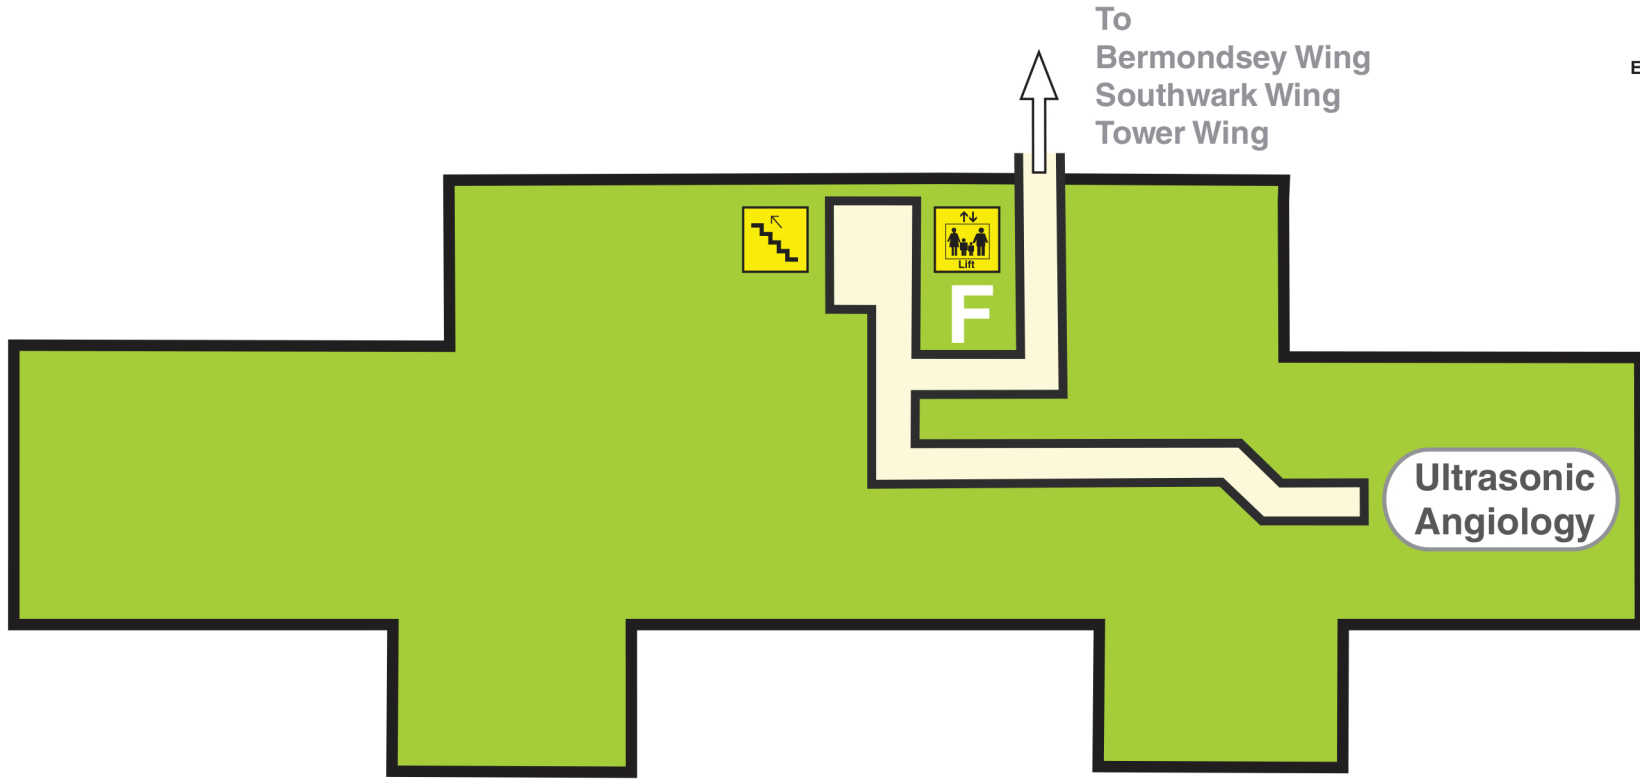 To
Bermondsey Wing
Southwark Wing
Tower Wing
E
Lift
F
Ultrasonic
Angiology